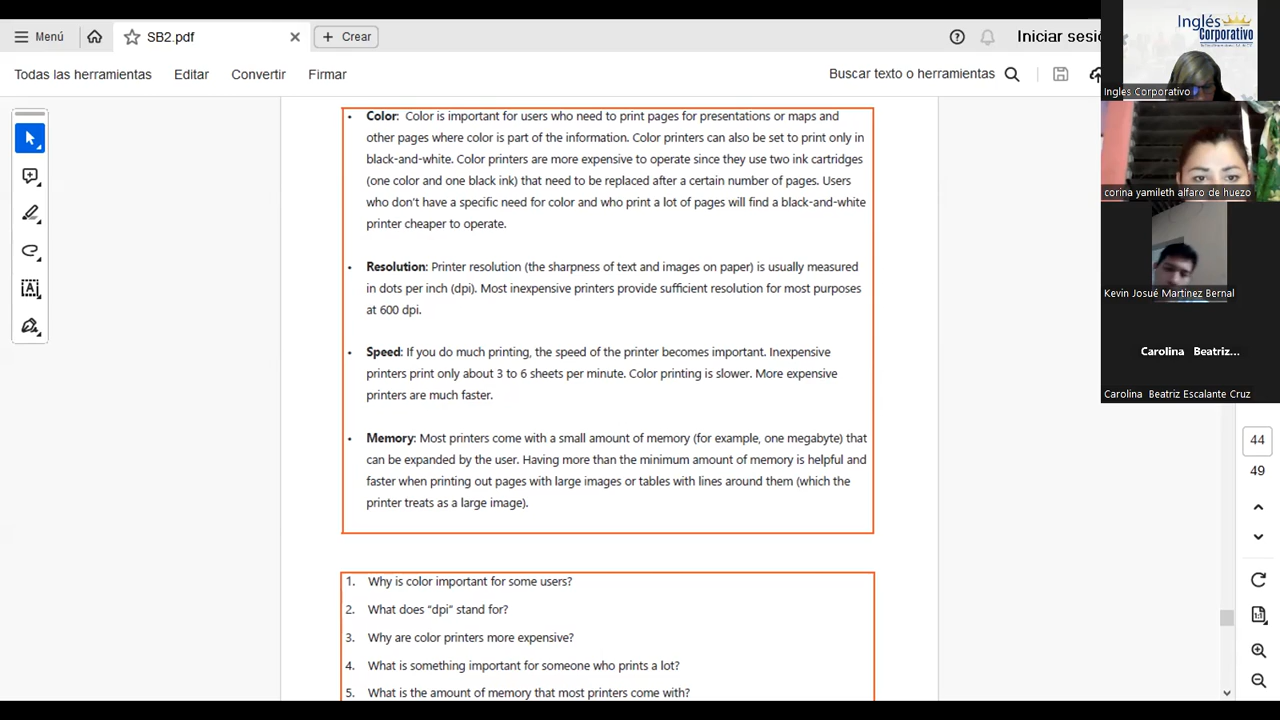 Menú
SB2.pdf
Crear
Iniciar sesió
Todas las herramientas
Editar
Convertir
Firmar
Buscar texto o herramientas
• Color: Color is important for users who need to print pages for presentations or maps and
other pages where color is part of the information. Color printers can also be set to print only in
black-and-white. Color printers are more expensive to operate since they use two ink cartridges
(one color and one black ink) that need to be replaced after a certain number of pages. Users
who don't have a specific need for color and who print a lot of pages will find a black-and-white
printer cheaper to operate.
• Resolution: Printer resolution (the sharpness of text and images on paper) is usually measured
in dots per inch (dpi). Most inexpensive printers provide sufficient resolution for most purposes
at 600 dpi.
• Speed: If you do much printing, the speed of the printer becomes important. Inexpensive
printers print only about 3 to 6 sheets per minute. Color printing is slower. More expensive
printers are much faster.
• Memory: Most printers come with a small amount of memory (for example, one megabyte) that
can be expanded by the user. Having more than the minimum amount of memory is helpful and
faster when printing out pages with large images or tables with lines around them (which the
printer treats as a large image).
1. Why is color important for some users?
2. What does "dpi" stand for?
3. Why are color printers more expensive?
4. What is something important for someone who prints a lot?
5. What is the amount of memory that most printers come with?
Inglés
Corporativo
Ingles Corporativo
corina yamileth alfaro de huezo
Kevin Josué Martinez Bernal
Carolina Beatriz...
Carolina Beatriz Escalante Cruz
44
49
1:1